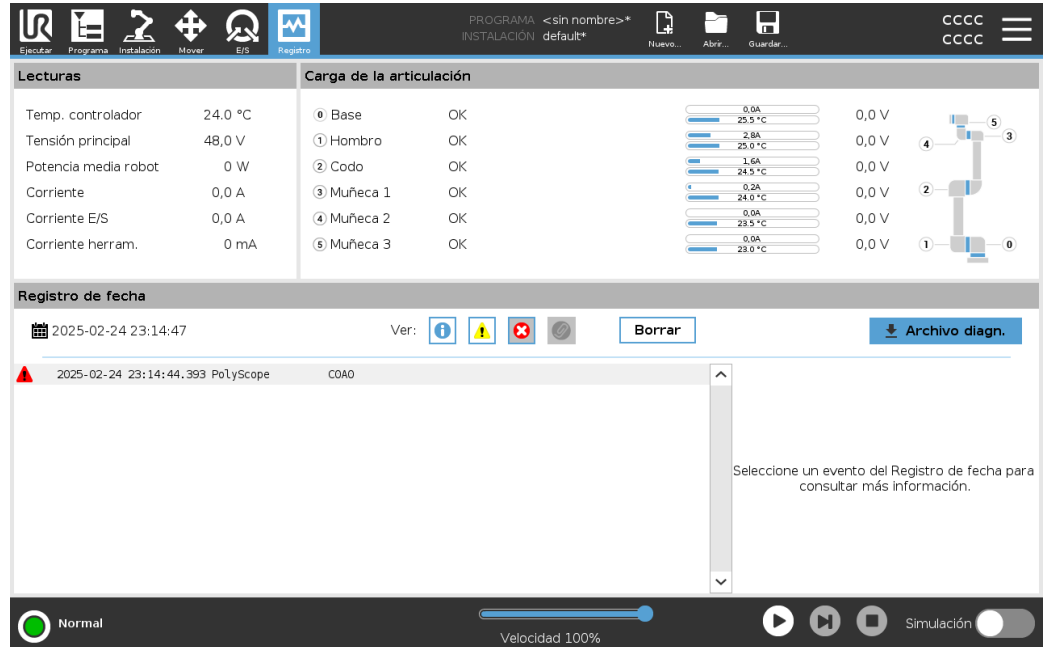 PROGRAMA <sin nombre>*
INSTALACIÓN default*
CCCC
CCCC
Ejecutar Programa Instalación Mover E/S Registro Nuevo... Abrir... Guardar...
Lecturas
Temp. controlador 24.0 °C
Tensión principal 48,0 V
Potencia media robot 0 W
Corriente 0,0 A
Corriente E/S 0,0 A
Corriente herram. 0 mA
Carga de la articulación
0 Base OK 0,0A 25.5 °C 0,0 V
1 Hombro OK 2,8A 25.0 °C 0,0 V
2 Codo OK 1,6A 24.5 °C 0,0 V
3 Muñeca 1 OK 0,2A 24.0 °C 0,0 V
4 Muñeca 2 OK 0,0A 23.5 °C 0,0 V
5 Muñeca 3 OK 0,0A 23.0 °C 0,0 V
5
3
4
2
1 0
Registro de fecha
2025-02-24 23:14:47 Ver: Borrar Archivo diagn.
2025-02-24 23:14:44.393 PolyScope C0A0
Seleccione un evento del Registro de fecha para
consultar más información.
Normal
Velocidad 100%
Simulación